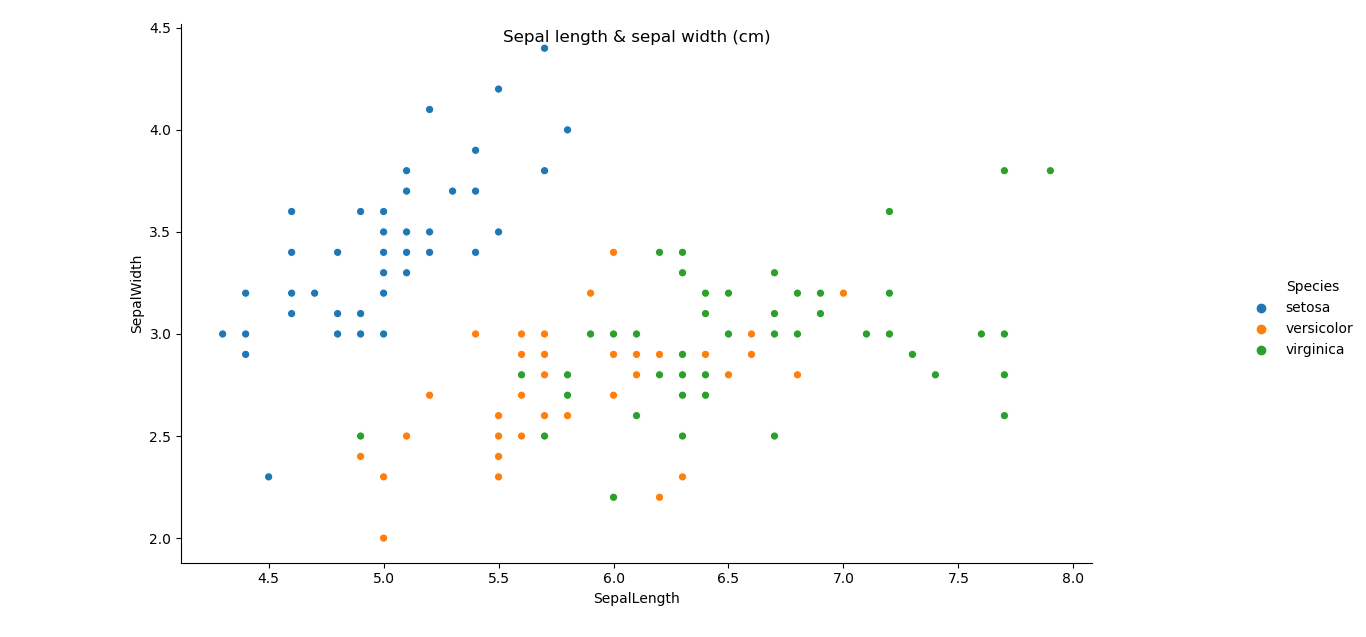 Sepal length & sepal width (cm)
4.5
4.0
3.5
3.0
2.5
2.0
SepalWidth
4.5 5.0 5.5 6.0 6.5 7.0 7.5 8.0
SepalLength
Species
setosa
versicolor
virginica